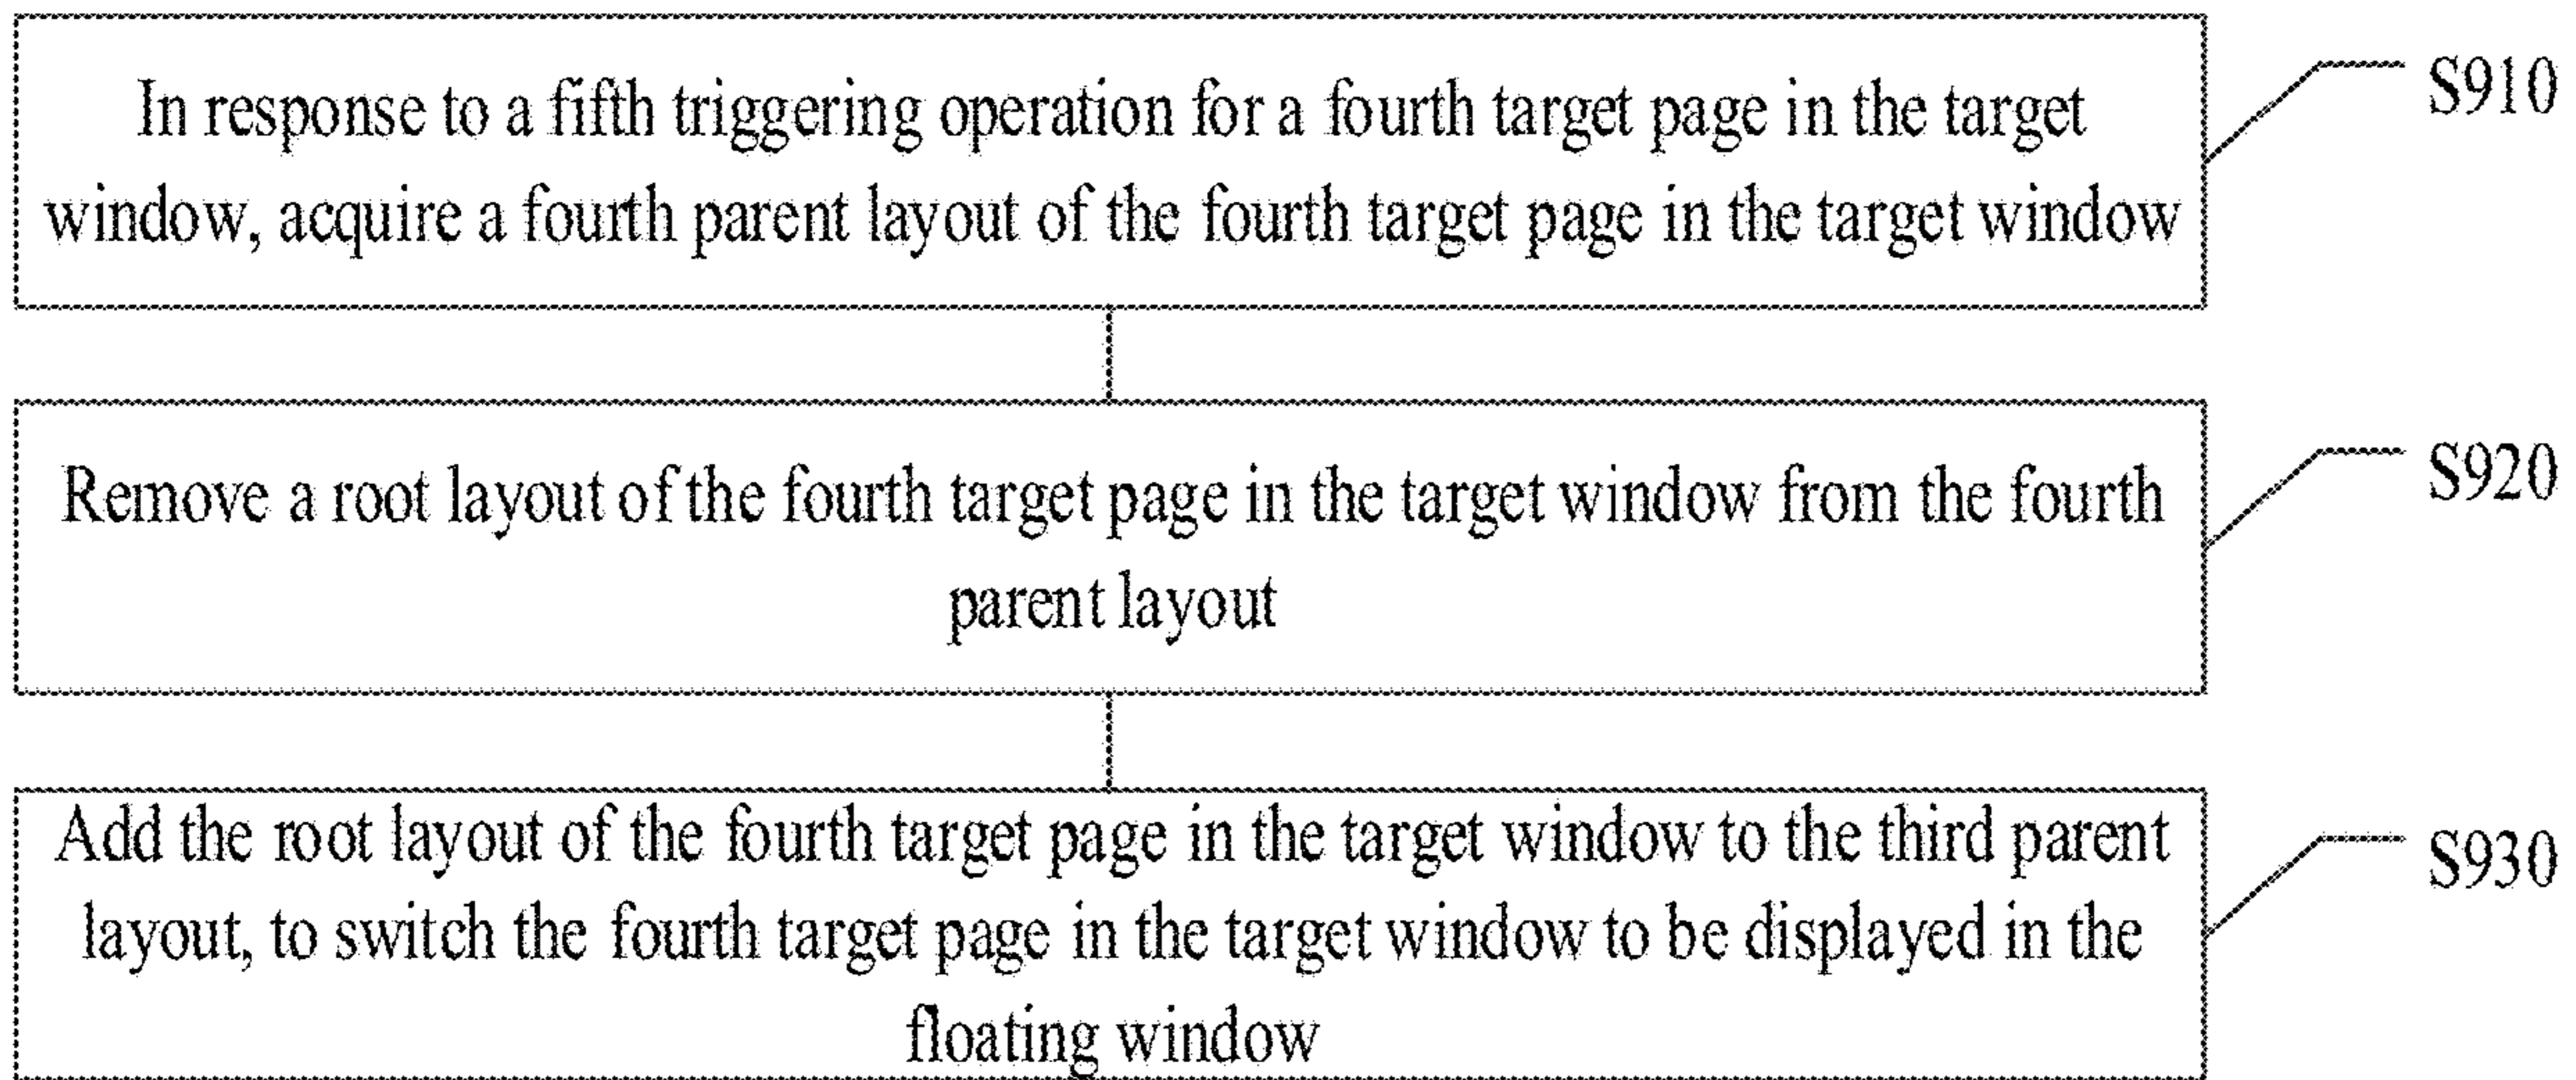 In response to a fifth triggering operation for a fourth target page in the target
window, acquire a fourth parent layout of the fourth target page in the target window
S910
Remove a root layout of the fourth target page in the target window from the fourth
parent layout
S920
Add the root layout of the fourth target page in the target window to the third parent
layout, to switch the fourth target page in the target window to be displayed in the
floating window
S930